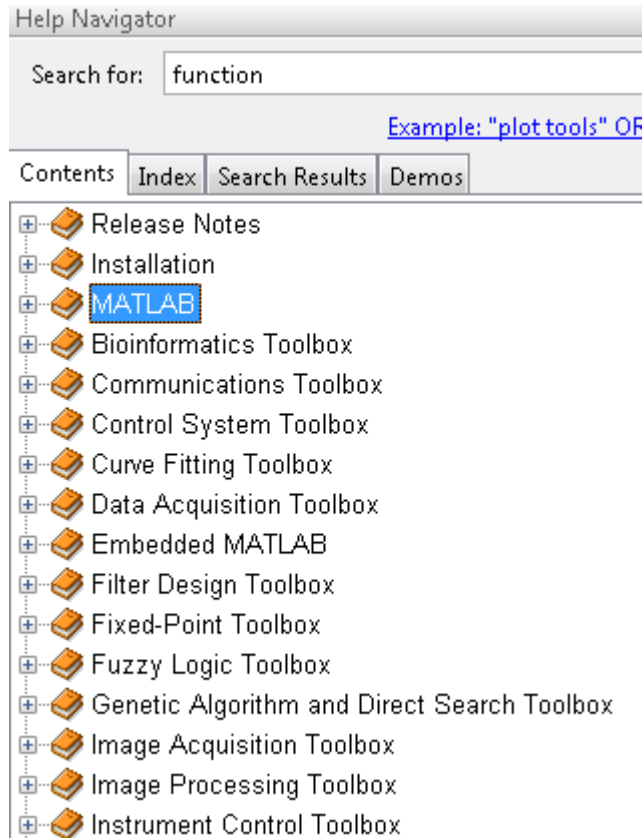 Help Navigator
Search for: function
Example: "plot tools" OR
Contents Index Search Results Demos
Release Notes
Installation
MATLAB
Bioinformatics Toolbox
Communications Toolbox
Control System Toolbox
Curve Fitting Toolbox
Data Acquisition Toolbox
Embedded MATLAB
Filter Design Toolbox
Fixed-Point Toolbox
Fuzzy Logic Toolbox
Genetic Algorithm and Direct Search Toolbox
Image Acquisition Toolbox
Image Processing Toolbox
Instrument Control Toolbox